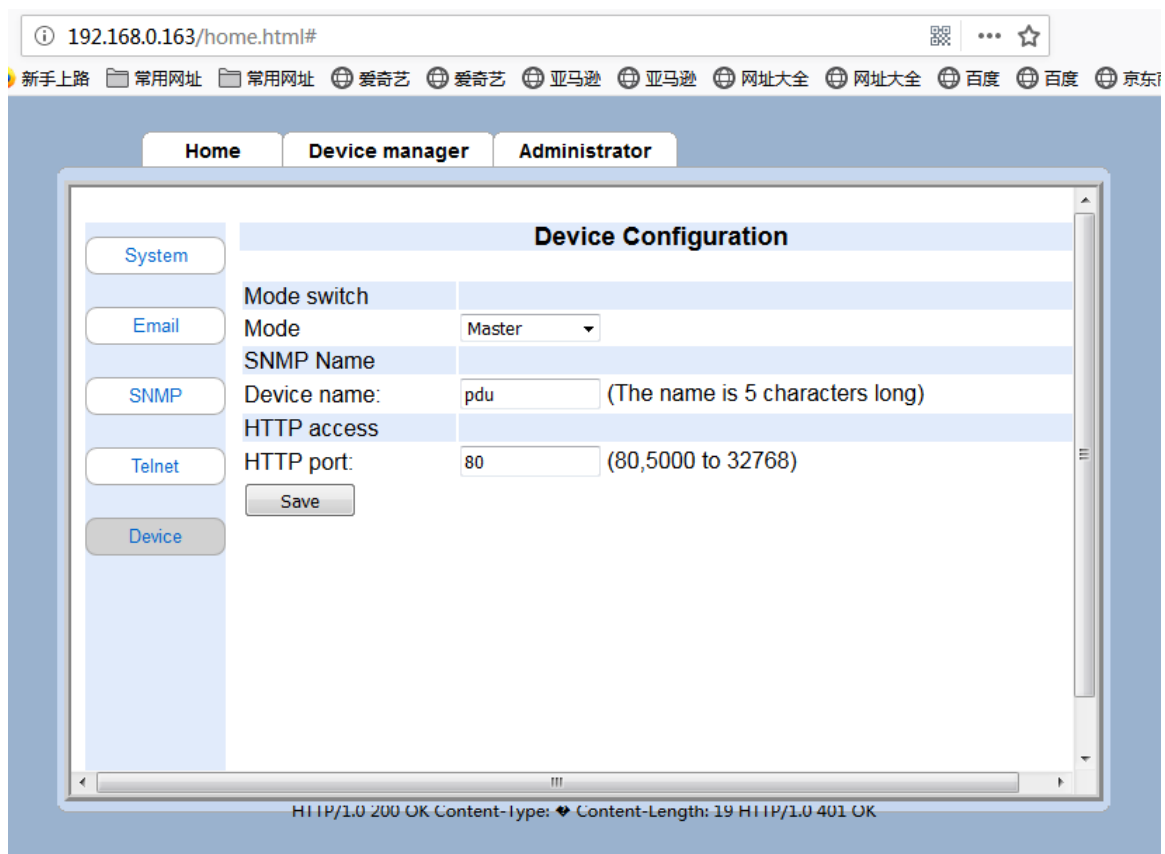 192.168.0.163/home.html#
新手上路 常用网址 常用网址 爱奇艺 爱奇艺 亚马逊 亚马逊 网址大全 网址大全 百度 百度 京东商
Home Device manager Administrator
Device Configuration
System
Mode switch
Email
Mode Master
SNMP Name
SNMP
Device name: pdu (The name is 5 characters long)
HTTP access
Telnet
HTTP port: 80 (80,5000 to 32768)
Save
Device
HTTP/1.0 200 OK Content-Type: � Content-Length: 19 HTTP/1.0 401 OK